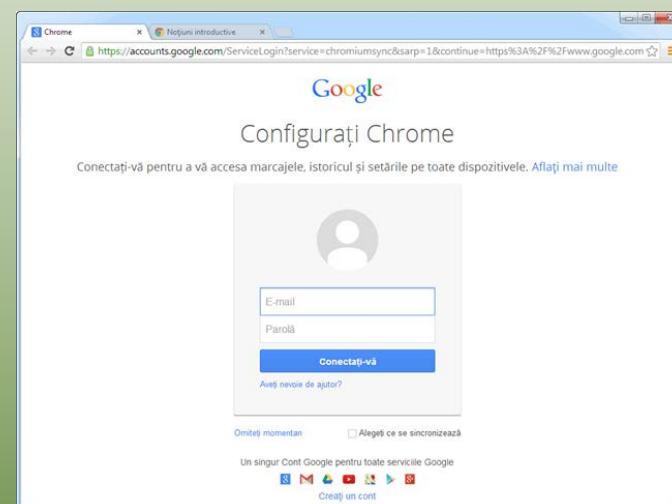 Chrome
Noțiuni introductive
https://accounts.google.com/ServiceLogin?service=chromiumsync&sarp=1&continue=https%3A%2F%2Fwww.google.com
Google
Configurați Chrome
Conectați-vă pentru a vă accesa marcajele, istoricul și setările pe toate dispozitivele. Aflați mai multe
E-mail
Parolă
Conectați-vă
Aveți nevoie de ajutor?
Omiteți momentan
Alegeți ce se sincronizează
Un singur Cont Google pentru toate serviciile Google
Creați un cont